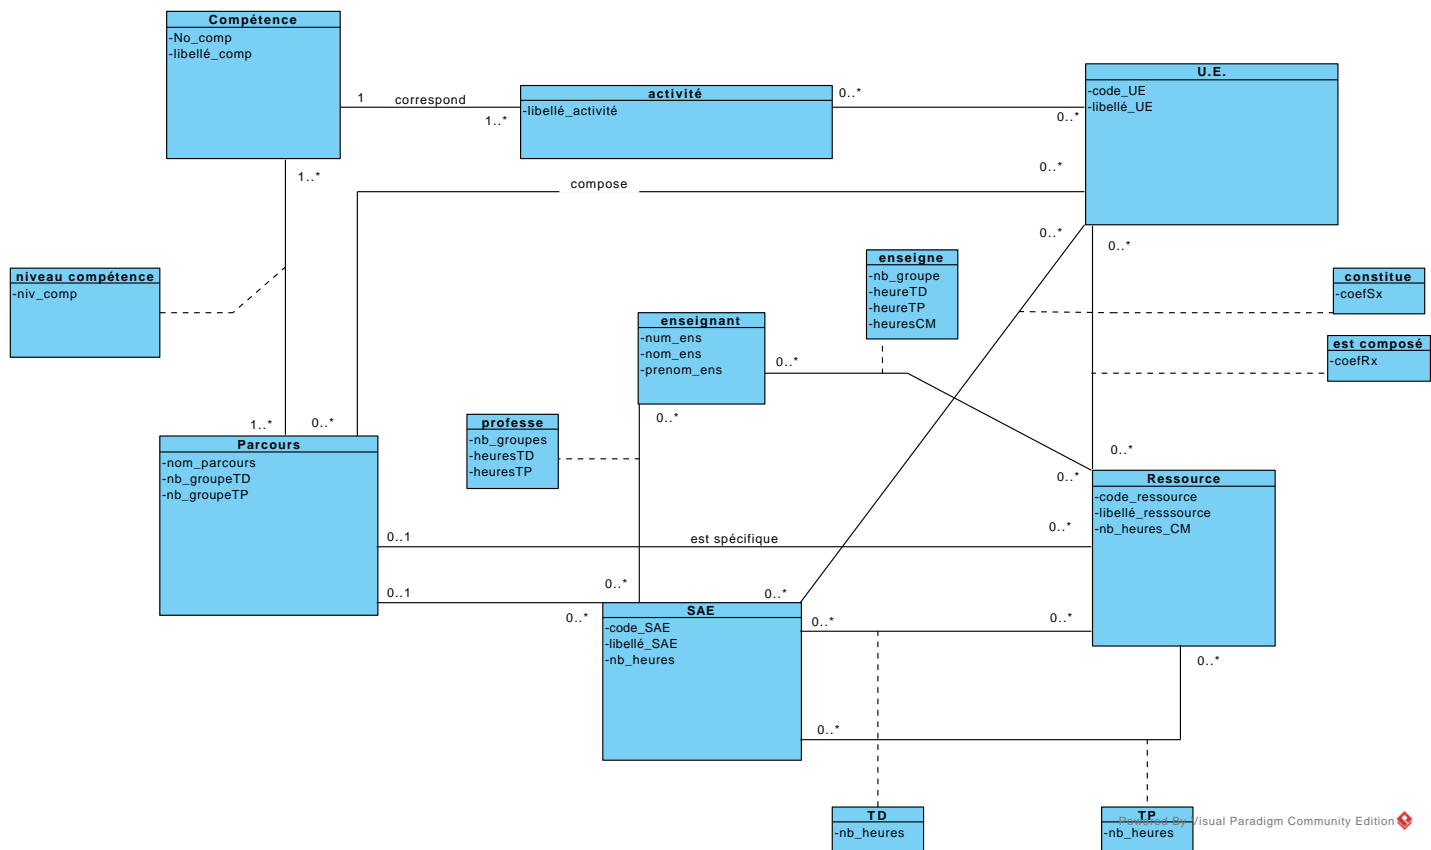 Compétence
-No_comp
-libellé_comp
1
correspond
1..*
activité
-libellé_activité
0..*
0..*
U.E.
-code_UE
-libellé_UE
1..*
compose
0..*
0..*
0..*
niveau compétence
-niv_comp
enseigne
-nb_groupe
-heureTD
-heureTP
-heuresCM
constitue
-coefSx
est composé
-coefRx
enseignant
-num_ens
-nom_ens
-prenom_ens
0..*
0..*
professe
-nb_groupes
-heuresTD
-heuresTP
1..*
0..*
Parcours
-nom_parcours
-nb_groupeTD
-nb_groupeTP
0..*
0..*
Ressource
-code_ressource
-libellé_resssource
-nb_heures_CM
0..1
est spécifique
0..*
0..1
0..*
0..*
0..*
SAE
-code_SAE
-libellé_SAE
-nb_heures
0..*
0..*
0..*
0..*
TD
-nb_heures
TP
-nb_heures
Powered By Visual Paradigm Community Edition